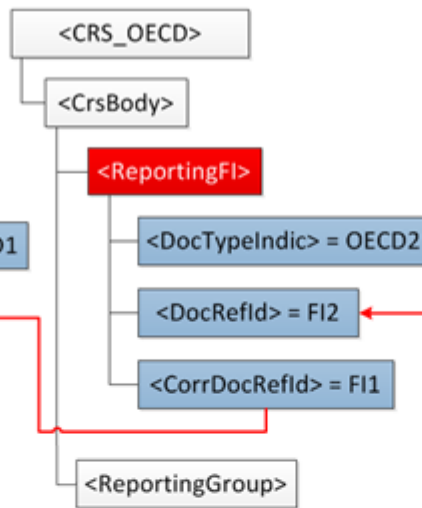 <CRS_OECD>
<CrsBody>
<ReportingFI>
<DocTypeIndic> = OECD2
<DocRefId> = FI2
<CorrDocRefId> = FI1
<ReportingGroup>